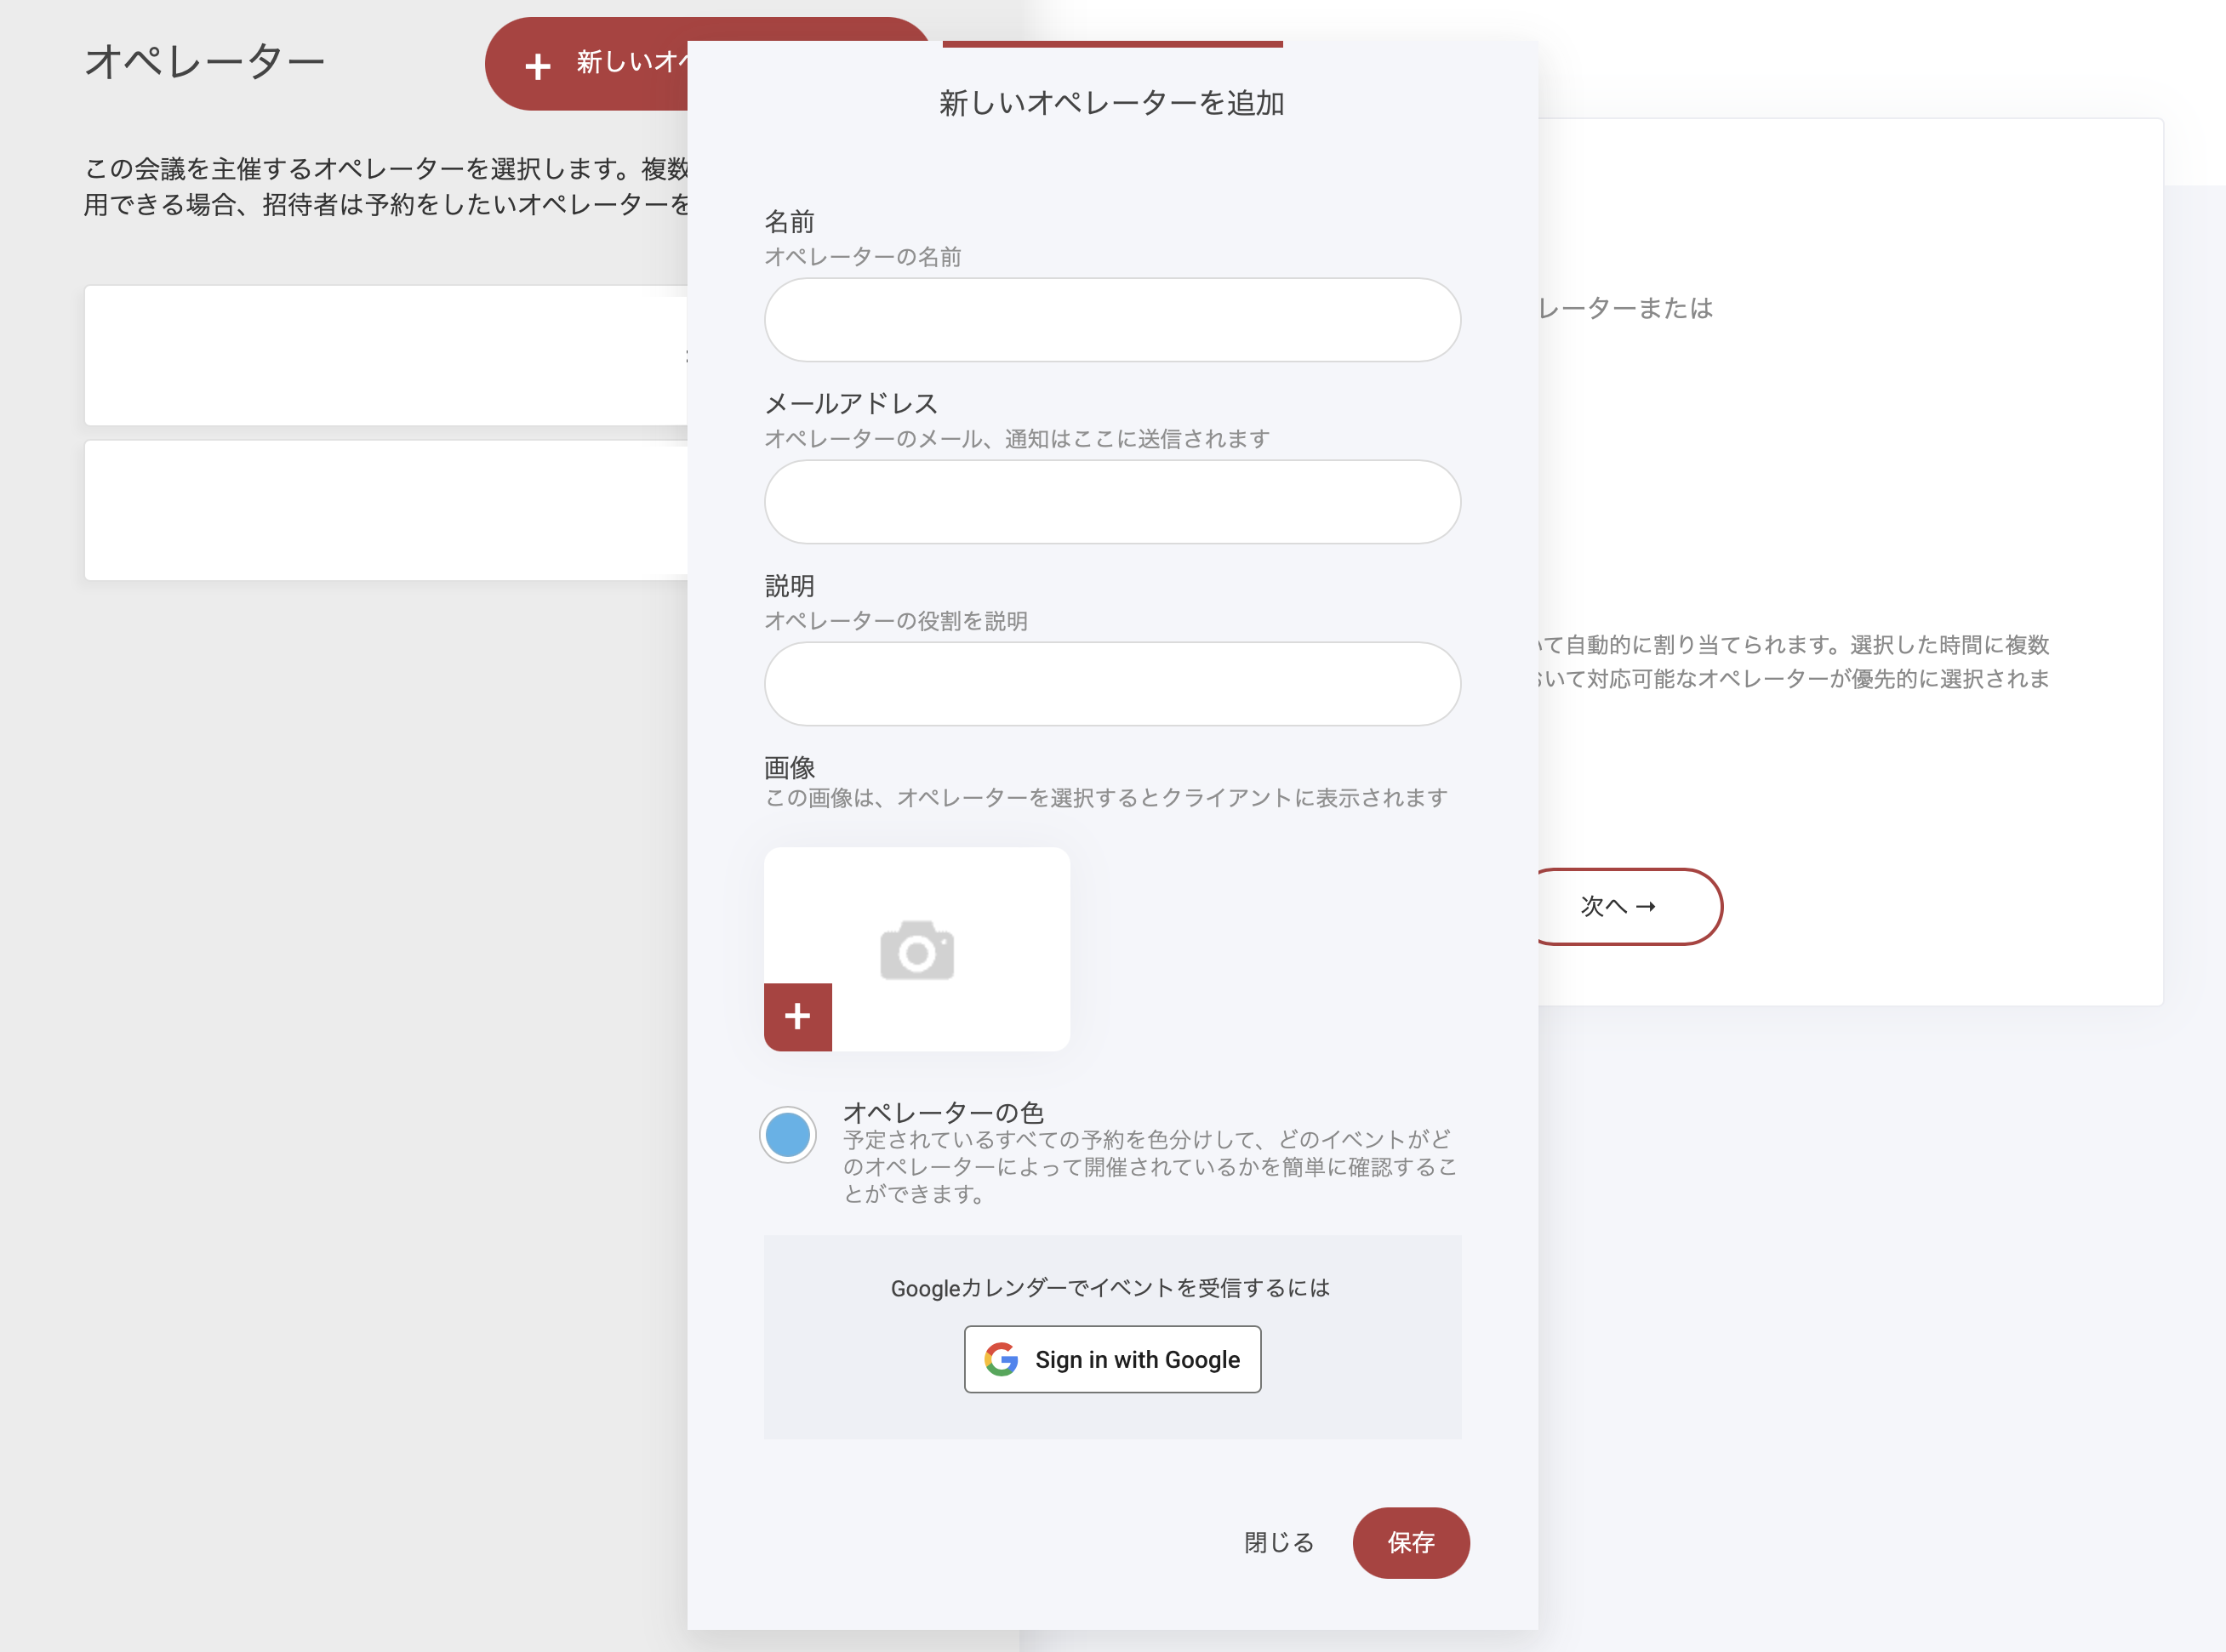 オペレーター
＋ 新しいオペ
この会議を主催するオペレーターを選択します。複数
用できる場合、招待者は予約をしたいオペレーターを
新しいオペレーターを追加
名前
オペレーターの名前
メールアドレス
オペレーターのメール、通知はここに送信されます
説明
オペレーターの役割を説明
画像
この画像は、オペレーターを選択するとクライアントに表示されます
オペレーターの色
予定されているすべての予約を色分けして、どのイベントがど
のオペレーターによって開催されているかを簡単に確認するこ
とができます。
Googleカレンダーでイベントを受信するには
Sign in with Google
閉じる
保存
レーターまたは
いて自動的に割り当てられます。選択した時間に複数
おいて対応可能なオペレーターが優先的に選択されま
次へ →